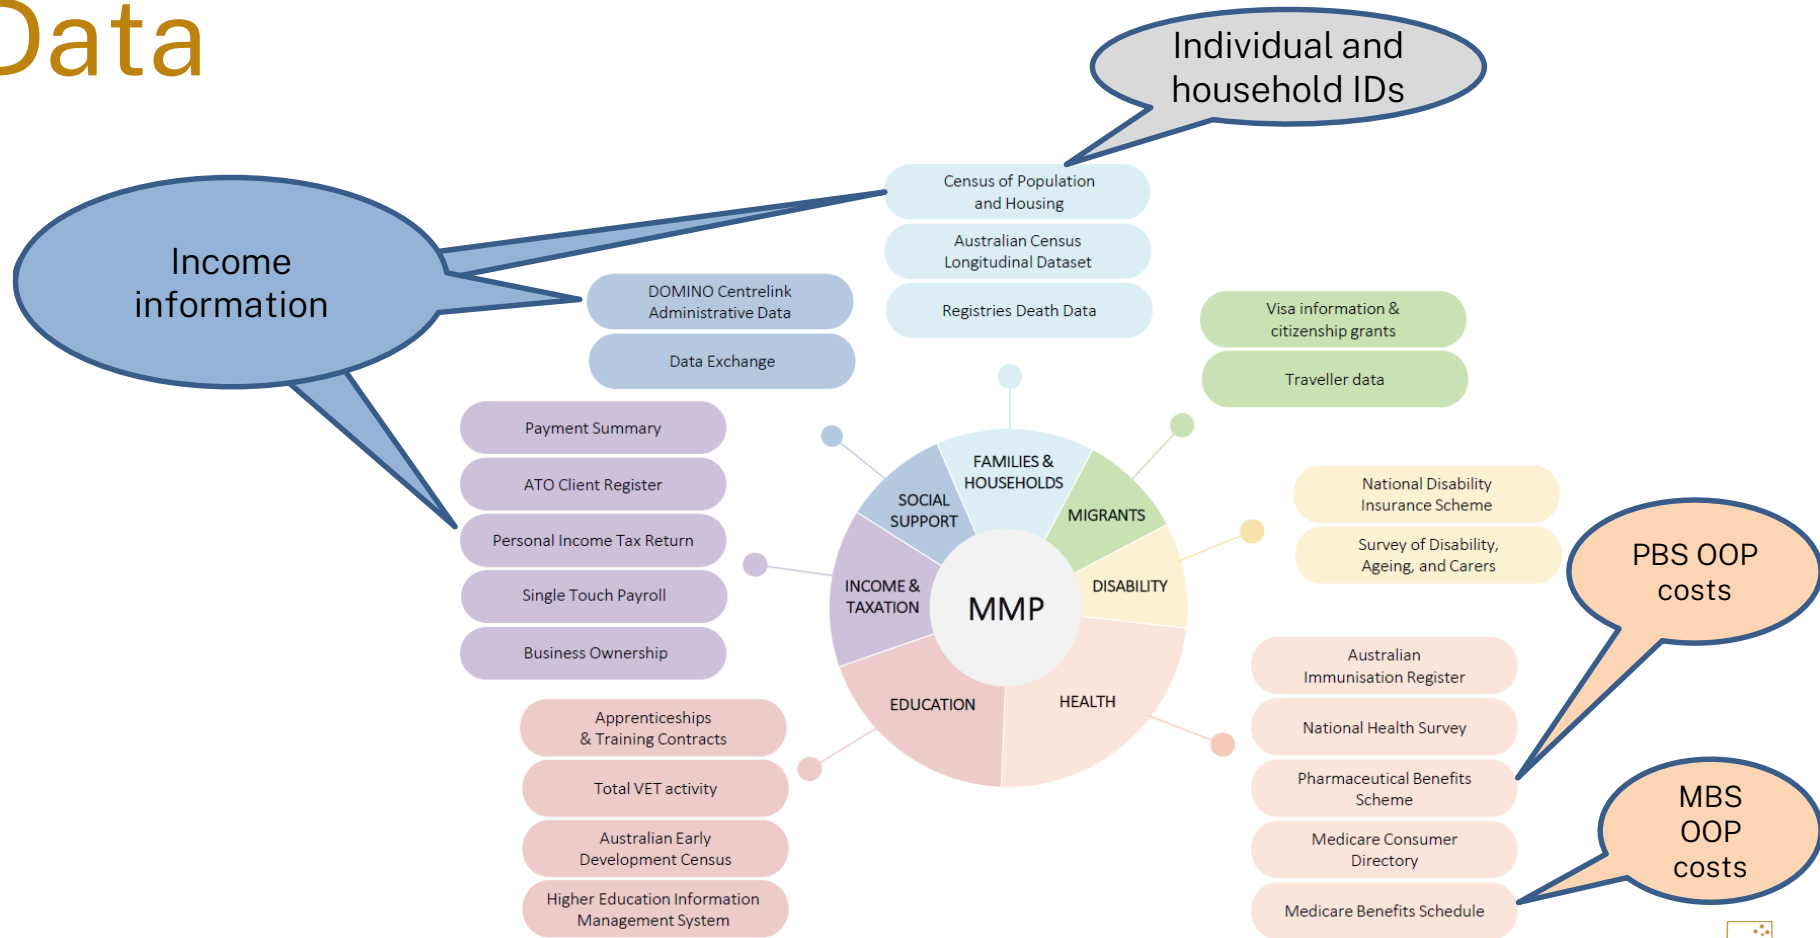 Data
Individual and
household IDs
Income
information
Census of Population
and Housing
Australian Census
Longitudinal Dataset
Registries Death Data
DOMINO Centrelink
Administrative Data
Data Exchange
Visa information &
citizenship grants
Traveller data
Payment Summary
ATO Client Register
Personal Income Tax Return
Single Touch Payroll
Business Ownership
FAMILIES &
HOUSEHOLDS
SOCIAL
SUPPORT
MIGRANTS
INCOME &
TAXATION
MMP
DISABILITY
EDUCATION
HEALTH
National Disability
Insurance Scheme
Survey of Disability,
Ageing, and Carers
PBS OOP
costs
Australian
Immunisation Register
National Health Survey
Pharmaceutical Benefits
Scheme
Medicare Consumer
Directory
Medicare Benefits Schedule
MBS
OOP
costs
Apprenticeships
& Training Contracts
Total VET activity
Australian Early
Development Census
Higher Education Information
Management System